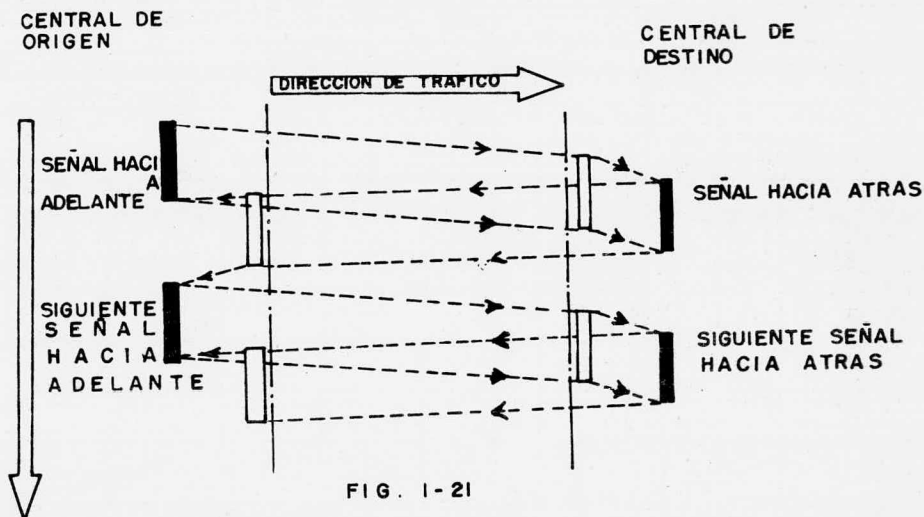 CENTRAL DE
ORIGEN
CENTRAL DE
DESTINO
DIRECCION DE TRAFICO
SEÑAL HACI
A
ADELANTE
SEÑAL HACIA ATRAS
SIGUIENTE
SEÑAL
HACIA
ADELANTE
SIGUIENTE SEÑAL
HACIA ATRAS
FIG. 1-21